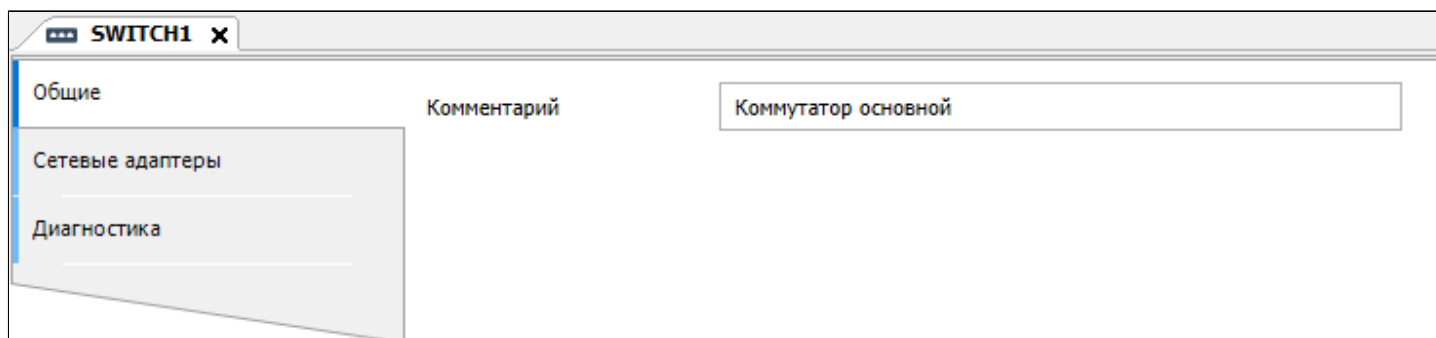 SWITCH1
Общие
Комментарий
Коммутатор основной
Сетевые адаптеры
Диагностика